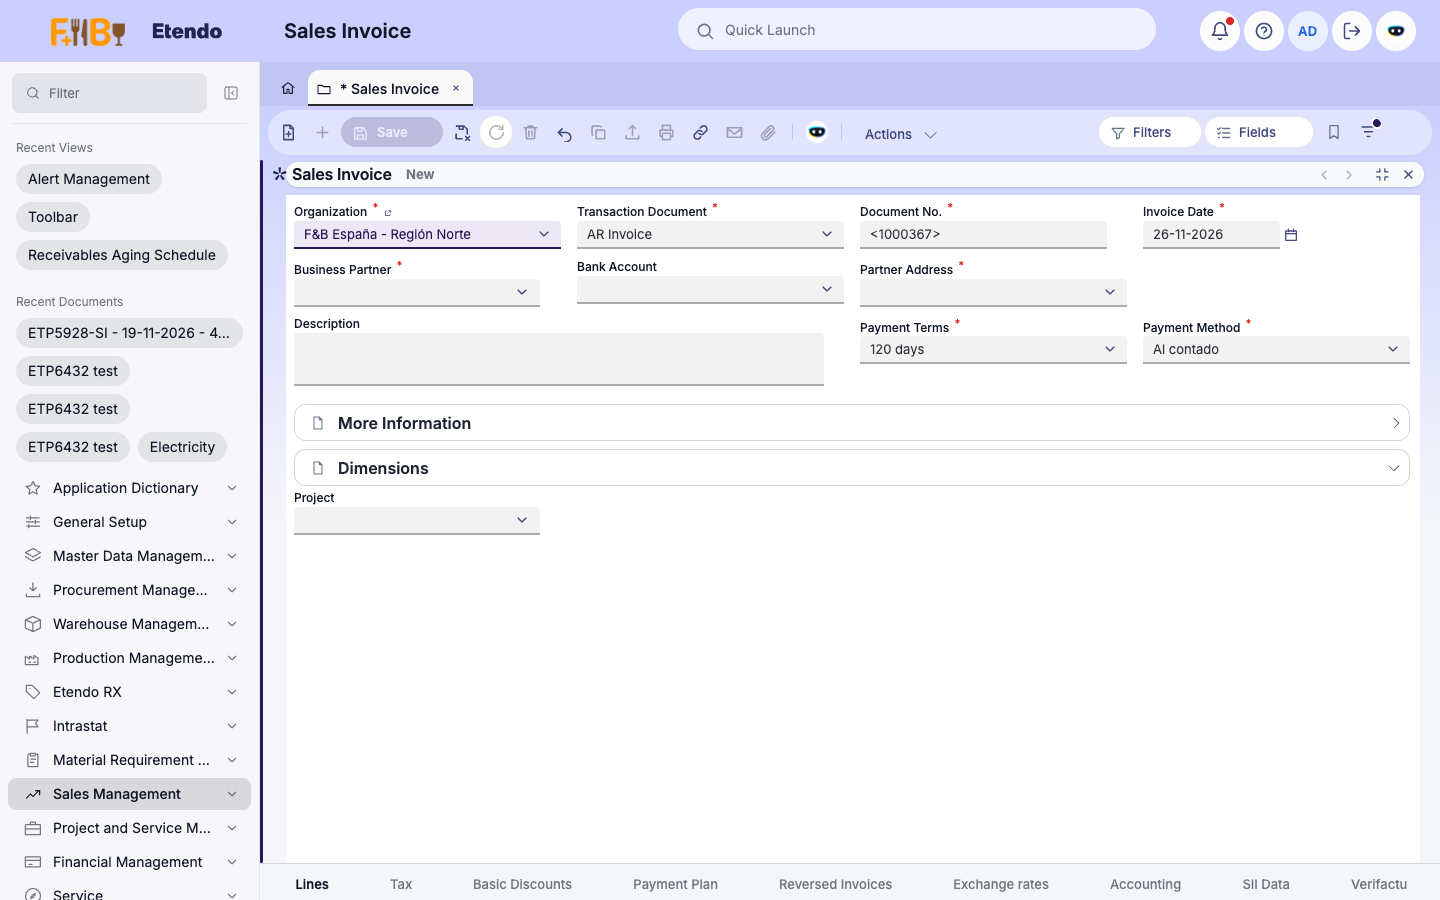 F&B
Etendo
Sales Invoice
Quick Launch
AD
Filter
* Sales Invoice
Save
Actions
Filters
Fields
Recent Views
Alert Management
Toolbar
Receivables Aging Schedule
Recent Documents
ETP5928-SI - 19-11-2026 - 4...
ETP6432 test
ETP6432 test
ETP6432 test
Electricity
Application Dictionary
General Setup
Master Data Managem...
Procurement Manage...
Warehouse Managem...
Production Manageme...
Etendo RX
Intrastat
Material Requirement ...
Sales Management
Project and Service M...
Financial Management
Service
* Sales Invoice New
Organization *
F&B España - Región Norte
Transaction Document *
AR Invoice
Document No. *
<1000367>
Invoice Date *
26-11-2026
Business Partner *
Bank Account
Partner Address *
Description
Payment Terms *
120 days
Payment Method *
Al contado
More Information
Dimensions
Project
Lines
Tax
Basic Discounts
Payment Plan
Reversed Invoices
Exchange rates
Accounting
SII Data
Verifactu